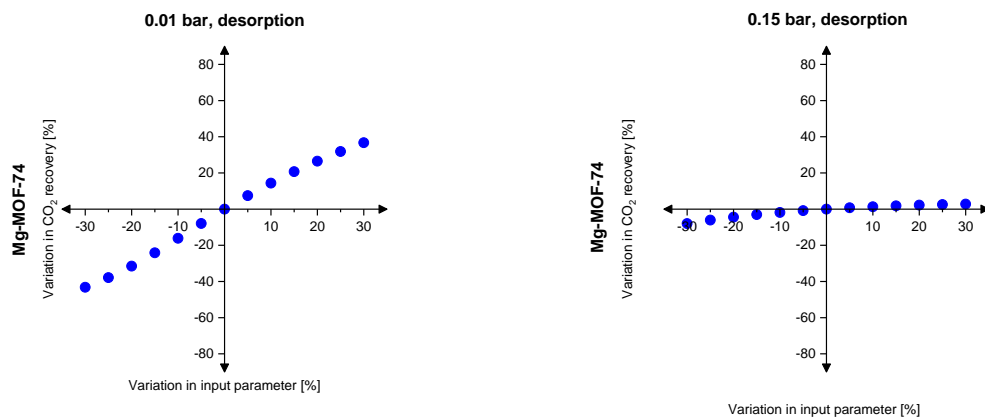 0.01 bar, desorption
Mg-MOF-74
Variation in CO2 recovery [%]
80
60
40
20
-20
-40
-60
-80
-30 -20 -10 10 20 30
Variation in input parameter [%]
0.15 bar, desorption
Mg-MOF-74
Variation in CO2 recovery [%]
80
60
40
20
-20
-40
-60
-80
-30 -20 -10 10 20 30
Variation in input parameter [%]